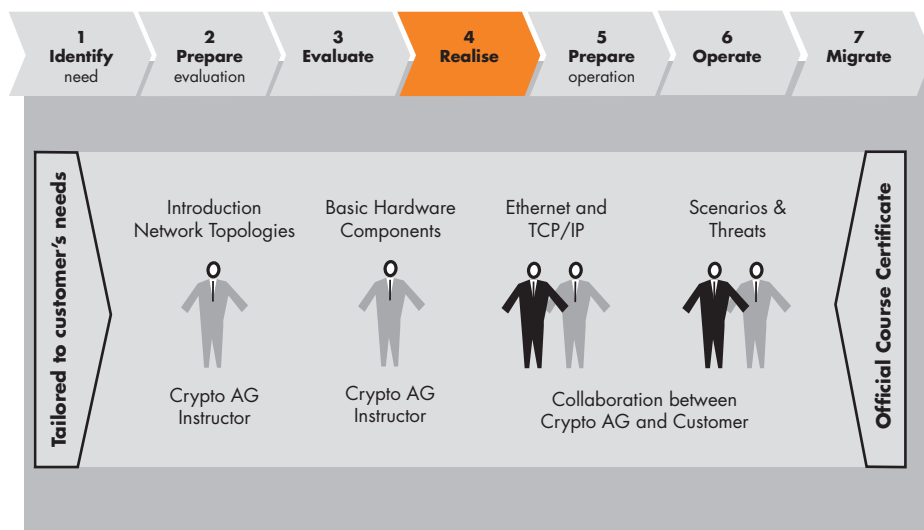 1
Identify
need
2
Prepare
evaluation
3
Evaluate
4
Realise
5
Prepare
operation
6
Operate
7
Migrate
Tailored to customer's needs
Introduction
Network Topologies
Basic Hardware
Components
Ethernet and
TCP/IP
Scenarios &
Threats
Crypto AG
Instructor
Crypto AG
Instructor
Collaboration between
Crypto AG and Customer
Official Course Certificate